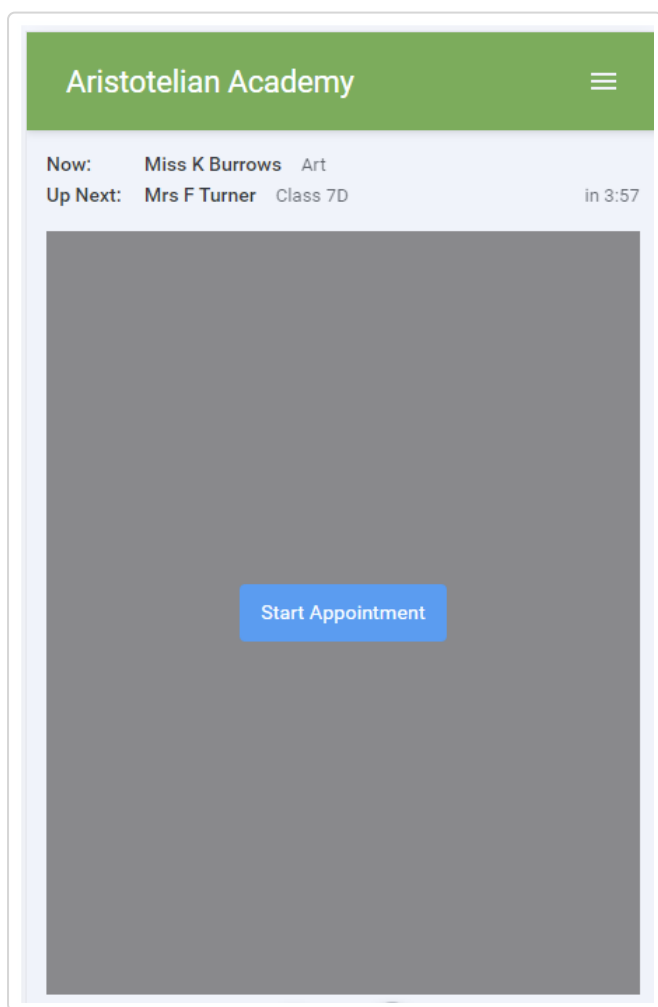 Aristotelian Academy
Now: Miss K Burrows Art
Up Next: Mrs F Turner Class 7D in 3:57
Start Appointment